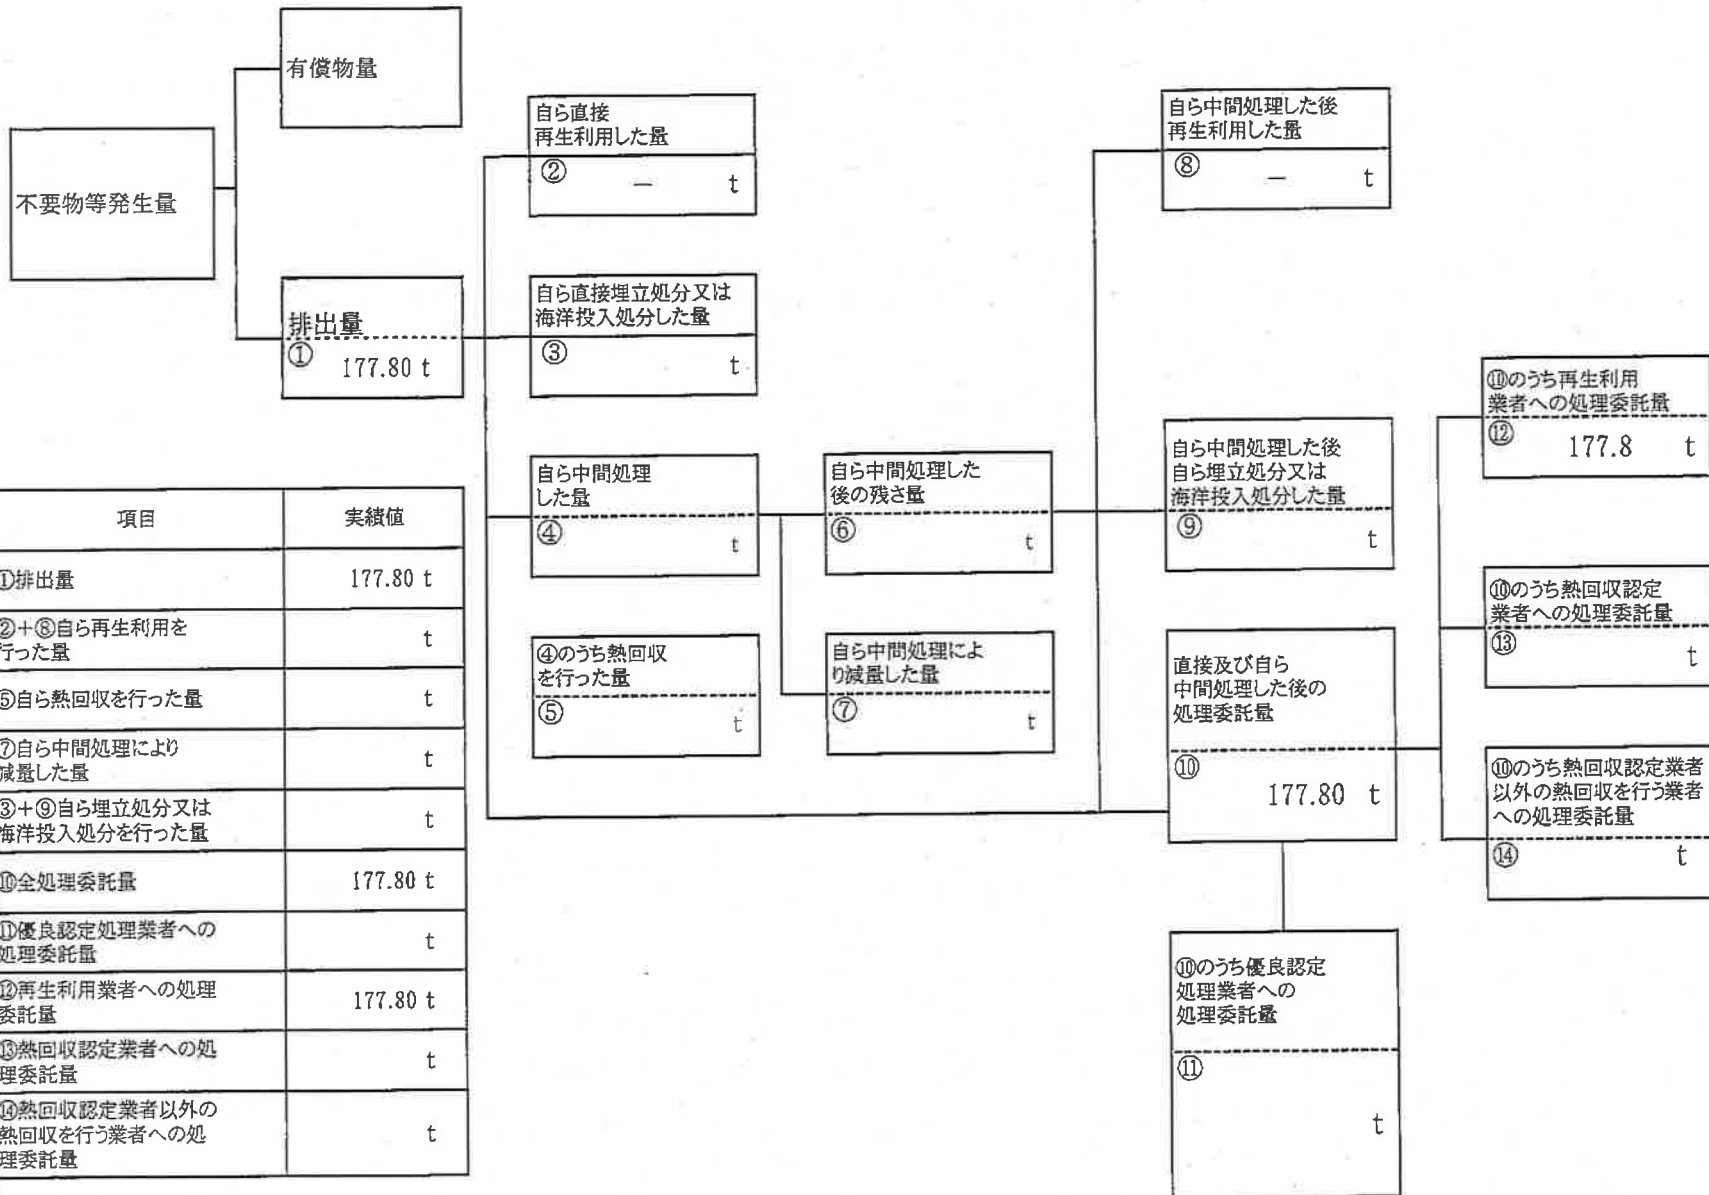 有償物量
不要物等発生量
排出量
① 177.80 t
自ら直接
再生利用した量
② － t
自ら直接埋立処分又は
海洋投入処分した量
③ t
自ら中間処理
した量
④ t
④のうち熱回収
を行った量
⑤ t
自ら中間処理した
後の残さ量
⑥ t
自ら中間処理によ
り減量した量
⑦ t
自ら中間処理した後
再生利用した量
⑧ － t
自ら中間処理した後
自ら埋立処分又は
海洋投入処分した量
⑨ t
直接及び自ら
中間処理した後の
処理委託量
⑩
177.80 t
⑩のうち優良認定
処理業者への
処理委託量
⑪
t
⑩のうち再生利用
業者への処理委託量
⑫ 177.8 t
⑩のうち熱回収認定
業者への処理委託量
⑬ t
⑩のうち熱回収認定業者
以外の熱回収を行う業者
への処理委託量
⑭ t
項目 実績値
①排出量 177.80 t
②+⑧自ら再生利用を
行った量 t
⑤自ら熱回収を行った量 t
⑦自ら中間処理により
減量した量 t
③+⑨自ら埋立処分又は
海洋投入処分を行った量 t
⑩全処理委託量 177.80 t
⑪優良認定処理業者への
処理委託量 t
⑫再生利用業者への処理
委託量 177.80 t
⑬熱回収認定業者への処
理委託量 t
⑭熱回収認定業者以外の
熱回収を行う業者への処
理委託量 t